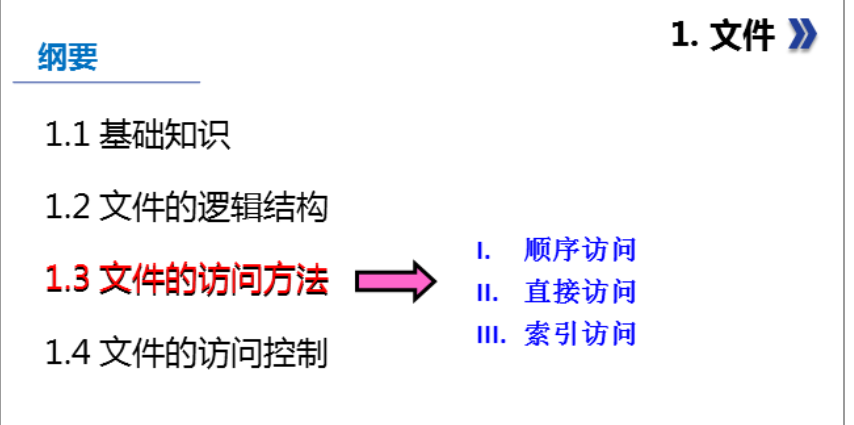 1. 文件
纲要
1.1 基础知识
1.2 文件的逻辑结构
1.3 文件的访问方法
I. 顺序访问
II. 直接访问
III. 索引访问
1.4 文件的访问控制